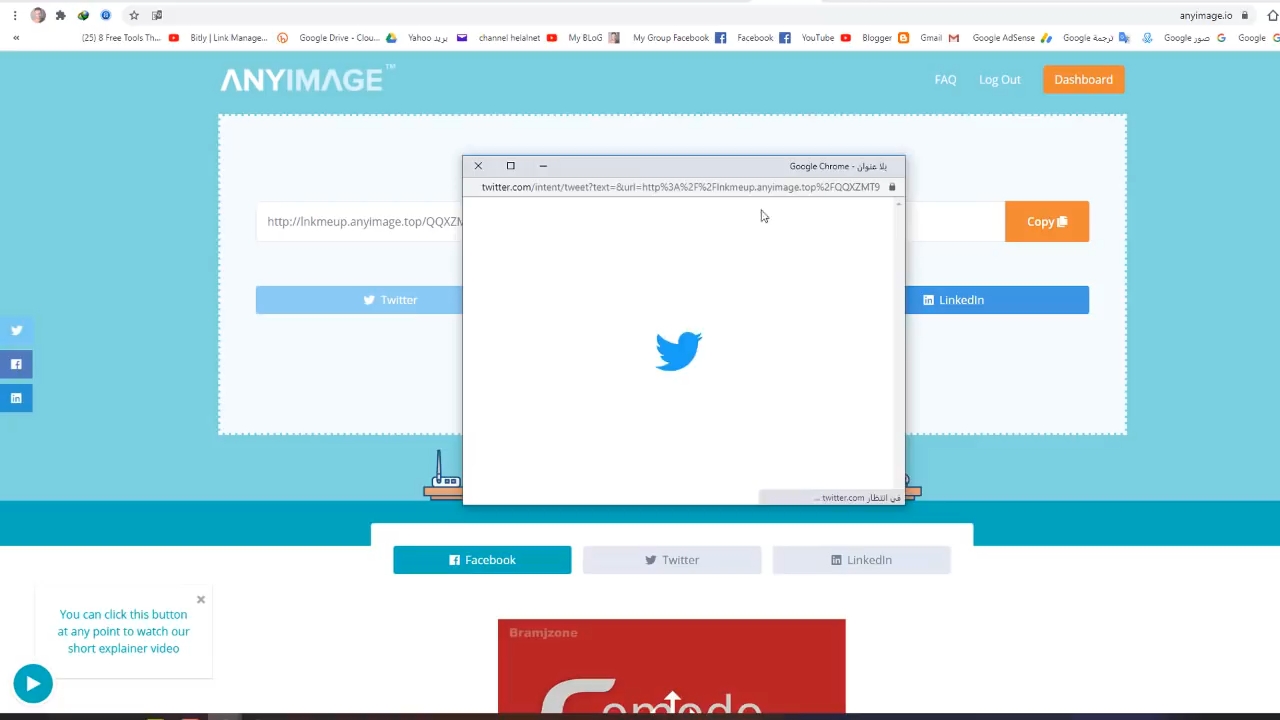 anyimage.io
« (25) 8 Free Tools Th... Bitly | Link Manage... Google Drive - Clou... بريد Yahoo channel helalnet My BLoG My Group Facebook Facebook YouTube Blogger Gmail Google AdSense ترجمة Google صور Google Google
ANYIMAGE™
FAQ
Log Out
Dashboard
بلا عنوان - Google Chrome
twitter.com/intent/tweet?text=&url=http%3A%2F%2Flnkmeup.anyimage.top%2FQQXZMT9
http://lnkmeup.anyimage.top/QQXZM
Copy
Twitter
LinkedIn
في انتظار twitter.com ...
Facebook
Twitter
LinkedIn
You can click this button
at any point to watch our
short explainer video
Bramjzone
Comodo